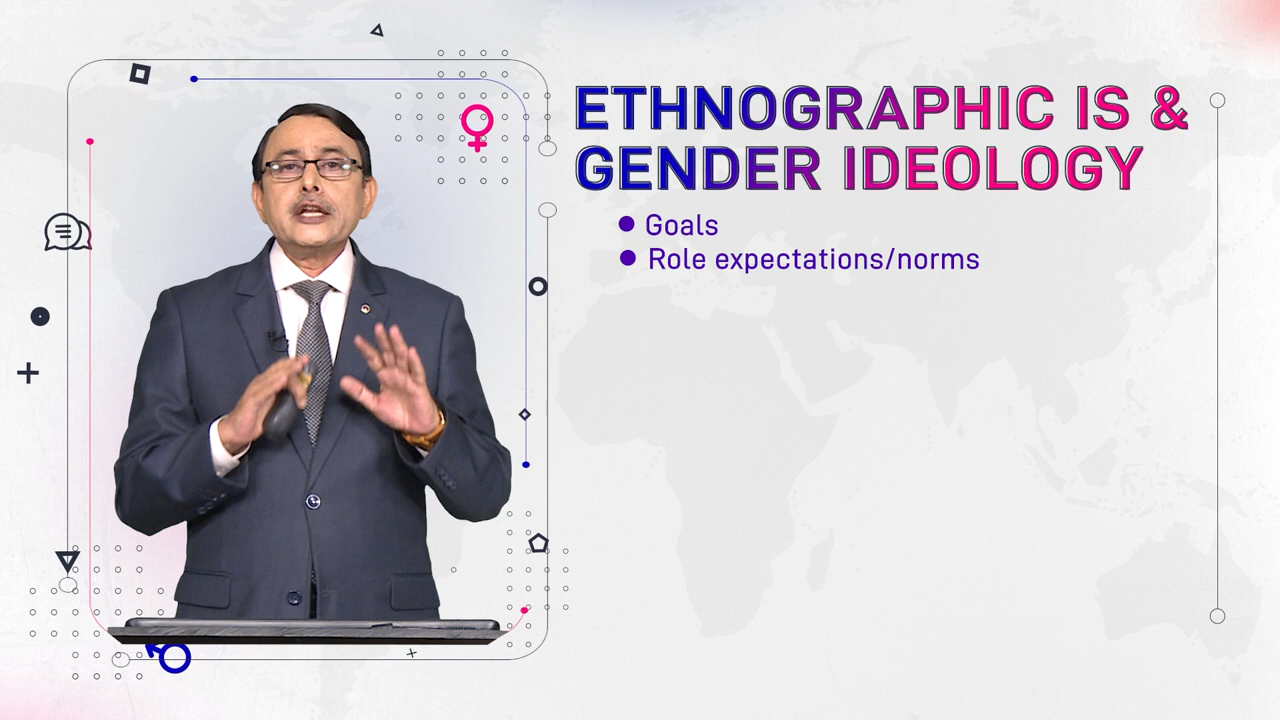 ETHNOGRAPHIC IS &
GENDER IDEOLOGY
Goals
Role expectations/norms